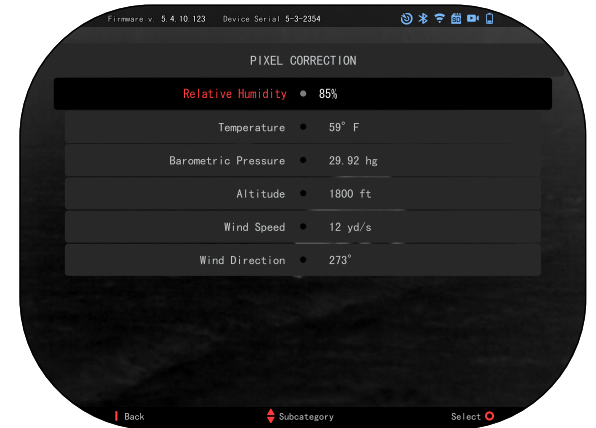 Firmware v. 5.4.10.123 Device Serial 5-3-2354
PIXEL CORRECTION
Relative Humidity 85%
Temperature 59° F
Barometric Pressure 29.92 hg
Altitude 1800 ft
Wind Speed 12 yd/s
Wind Direction 273°
Back Subcategory Select